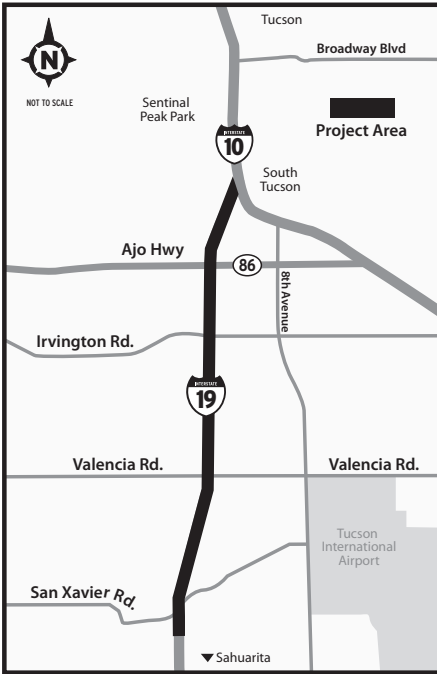 Tucson
Broadway Blvd
N
NOT TO SCALE
Sentinal
Peak Park
Project Area
INTERSTATE
10
South
Tucson
Ajo Hwy
86
8th Avenue
Irvington Rd.
INTERSTATE
19
Valencia Rd.
Valencia Rd.
Tucson
International
Airport
San Xavier Rd.
Sahuarita